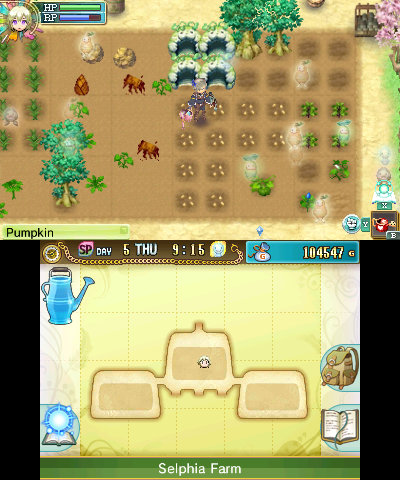 HP
RP
X
Y
B
Pumpkin
SP DAY 5 THU 9:15
G 104547 G
Selphia Farm